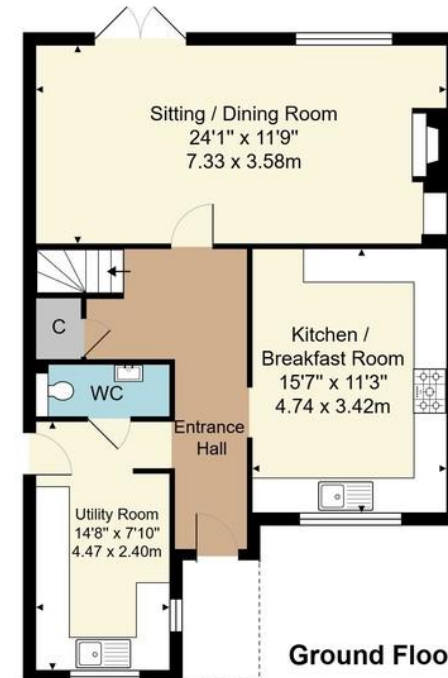 Sitting / Dining Room
24'1" x 11'9"
7.33 x 3.58m
C
WC
Kitchen /
Breakfast Room
15'7" x 11'3"
4.74 x 3.42m
Entrance
Hall
Utility Room
14'8" x 7'10"
4.47 x 2.40m
Ground Floo